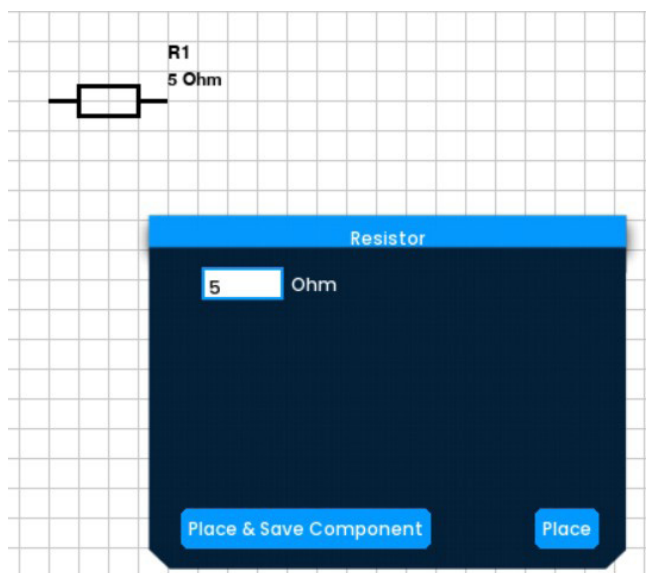 R1
5 Ohm
Resistor
5 Ohm
Place & Save Component
Place